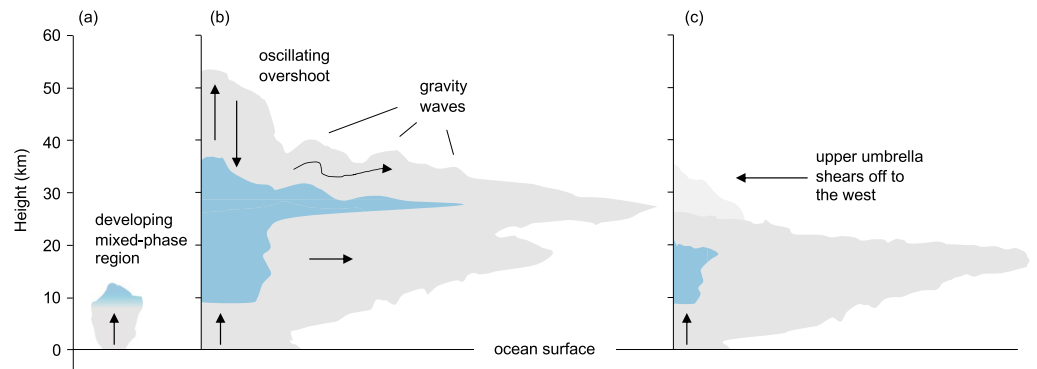 (a)
(b)
(c)
60
50
40
30
20
10
0
Height (km)
developing
mixed-phase
region
oscillating
overshoot
gravity
waves
upper umbrella
shears off to
the west
ocean surface